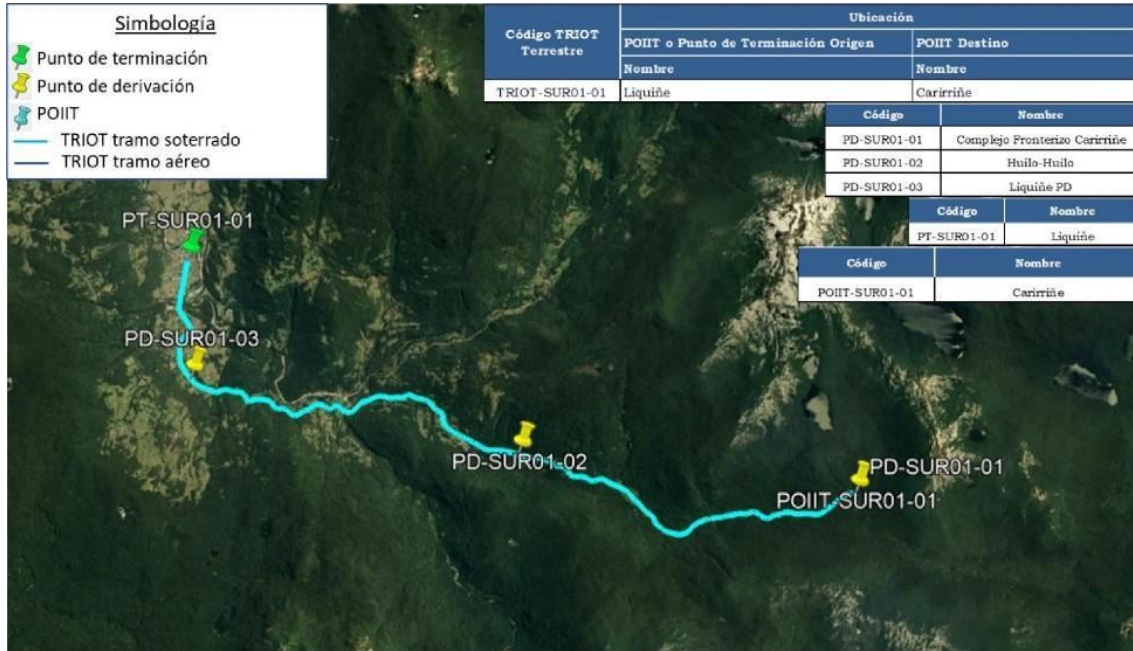 Simbología
Punto de terminación
Punto de derivación
POIIT
TRIOT tramo soterrado
TRIOT tramo aéreo
Código TRIOT Terrestre
Ubicación
POIIT o Punto de Terminación Origen
POIIT Destino
Nombre
Nombre
TRIOT-SUR01-01
Liquiñe
Carirriñe
Código
Nombre
PD-SUR01-01
Complejo Fronterizo Carirriñe
PD-SUR01-02
Huilo-Huilo
PD-SUR01-03
Liquiñe PD
Código
Nombre
PT-SUR01-01
Liquiñe
Código
Nombre
POIIT-SUR01-01
Carirriñe
PT-SUR01-01
PD-SUR01-03
PD-SUR01-02
PD-SUR01-01
POIIT-SUR01-01